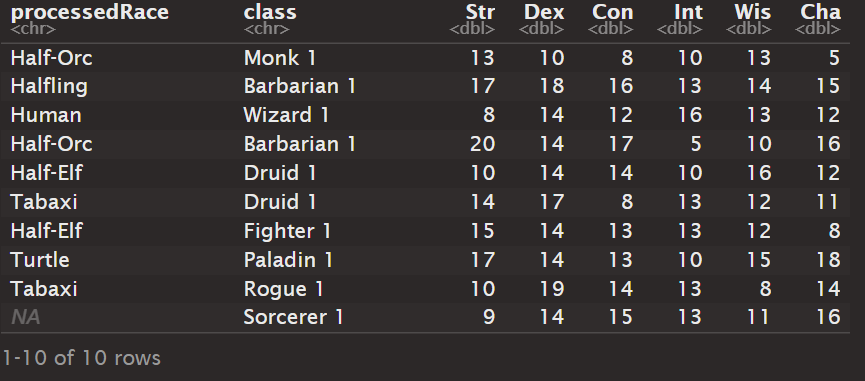 processedRace class Str Dex Con Int Wis Cha
<chr> <chr> <dbl> <dbl> <dbl> <dbl> <dbl> <dbl>
Half-Orc Monk 1 13 10 8 10 13 5
Halfling Barbarian 1 17 18 16 13 14 15
Human Wizard 1 8 14 12 16 13 12
Half-Orc Barbarian 1 20 14 17 5 10 16
Half-Elf Druid 1 10 14 14 10 16 12
Tabaxi Druid 1 14 17 8 13 12 11
Half-Elf Fighter 1 15 14 13 13 12 8
Turtle Paladin 1 17 14 13 10 15 18
Tabaxi Rogue 1 10 19 14 13 8 14
NA Sorcerer 1 9 14 15 13 11 16
1-10 of 10 rows